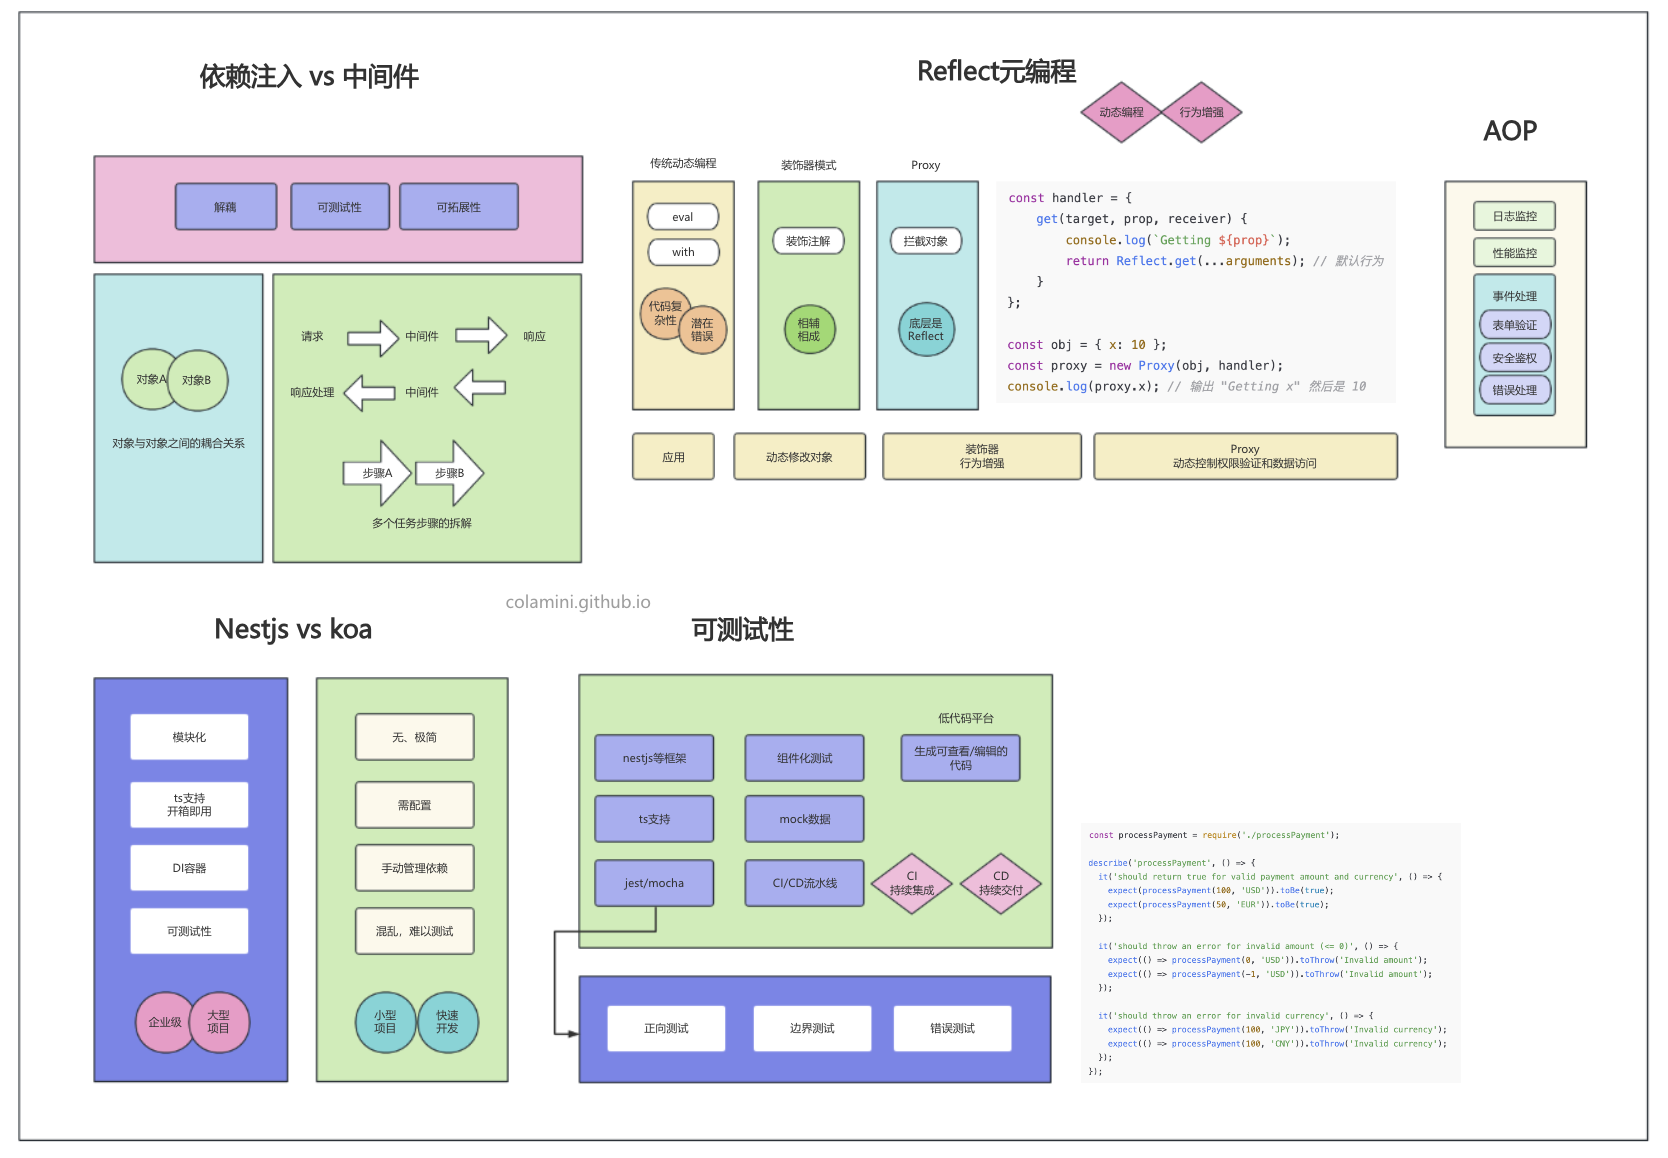 依赖注入 vs 中间件
解藕
可测试性
可拓展性
对象A
对象B
对象与对象之间的耦合关系
请求
中间件
响应
响应处理
中间件
步骤A
步骤B
多个任务步骤的拆解
Reflect元编程
动态编程
行为增强
传统动态编程
eval
with
代码复
杂性
潜在
错误
装饰器模式
装饰注解
相辅
相成
Proxy
拦截对象
底层是
Reflect
const handler = {
    get(target, prop, receiver) {
        console.log(`Getting ${prop}`);
        return Reflect.get(...arguments); // 默认行为
    }
};
const obj = { x: 10 };
const proxy = new Proxy(obj, handler);
console.log(proxy.x); // 输出 "Getting x" 然后是 10
应用
动态修改对象
装饰器
行为增强
Proxy
动态控制权限验证和数据访问
AOP
日志监控
性能监控
事件处理
表单验证
安全鉴权
错误处理
colamini.github.io
Nestjs vs koa
模块化
ts支持
开箱即用
DI容器
可测试性
企业级
大型
项目
无、极简
需配置
手动管理依赖
混乱，难以测试
小型
项目
快速
开发
可测试性
nestjs等框架
ts支持
jest/mocha
组件化测试
mock数据
CI/CD流水线
低代码平台
生成可查看/编辑的
代码
CI
持续集成
CD
持续交付
正向测试
边界测试
错误测试
const processPayment = require('./processPayment');
describe('processPayment', () => {
  it('should return true for valid payment amount and currency', () => {
    expect(processPayment(100, 'USD')).toBe(true);
    expect(processPayment(50, 'EUR')).toBe(true);
  });
  it('should throw an error for invalid amount (<= 0)', () => {
    expect(() => processPayment(0, 'USD')).toThrow('Invalid amount');
    expect(() => processPayment(-1, 'USD')).toThrow('Invalid amount');
  });
  it('should throw an error for invalid currency', () => {
    expect(() => processPayment(100, 'JPY')).toThrow('Invalid currency');
    expect(() => processPayment(100, 'CNY')).toThrow('Invalid currency');
  });
});